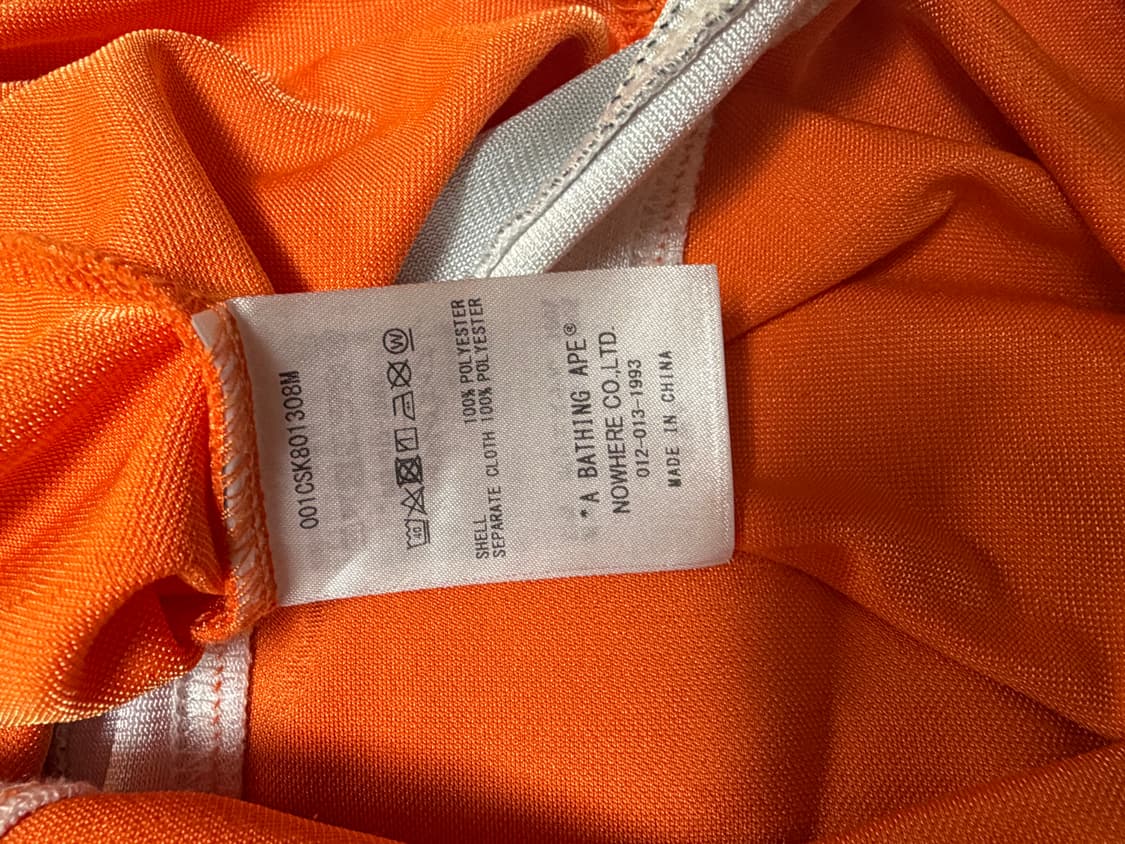 001CSK801308M
40
W
SHELL 100% POLYESTER
SEPARATE CLOTH 100% POLYESTER
*A BATHING APE®
NOWHERE CO.,LTD.
012-013-1993
MADE IN CHINA